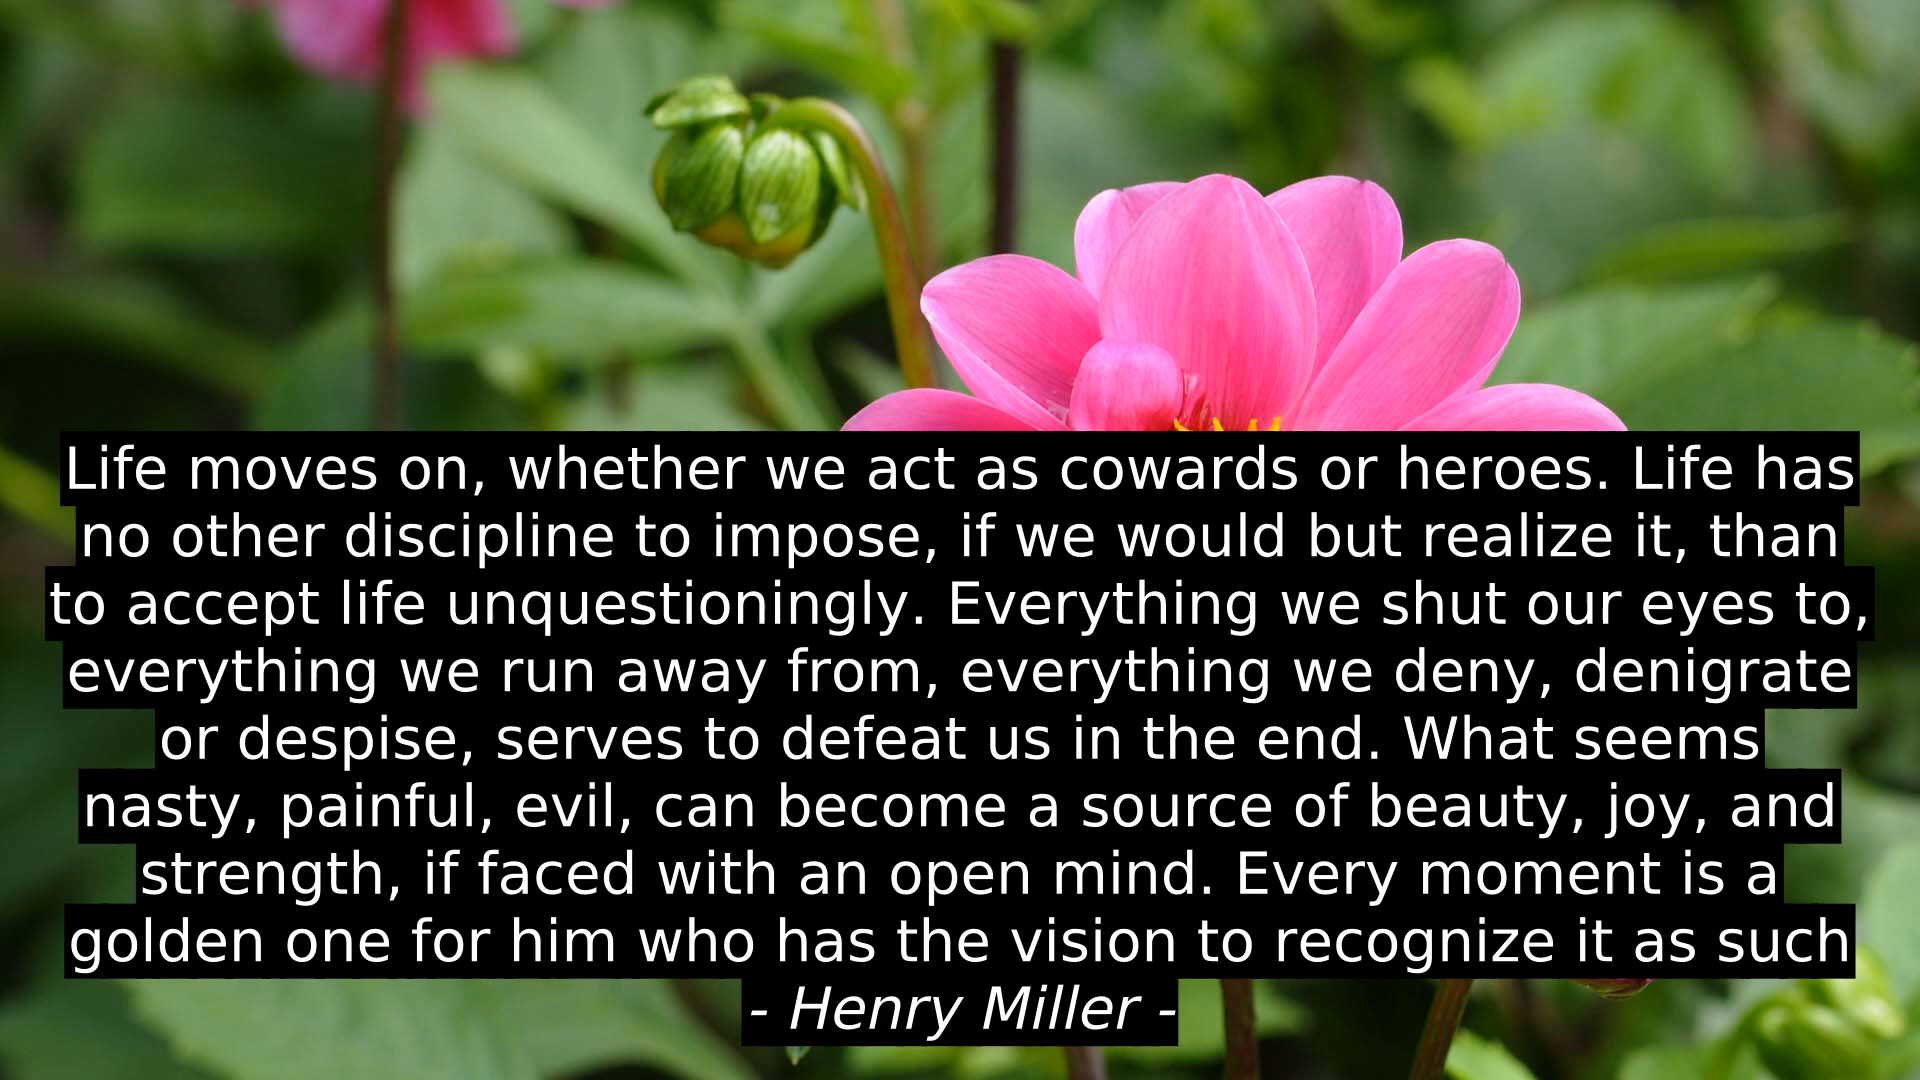 Life moves on, whether we act as cowards or heroes. Life has
no other discipline to impose, if we would but realize it, than
to accept life unquestioningly. Everything we shut our eyes to,
everything we run away from, everything we deny, denigrate
or despise, serves to defeat us in the end. What seems
nasty, painful, evil, can become a source of beauty, joy, and
strength, if faced with an open mind. Every moment is a
golden one for him who has the vision to recognize it as such
- Henry Miller -